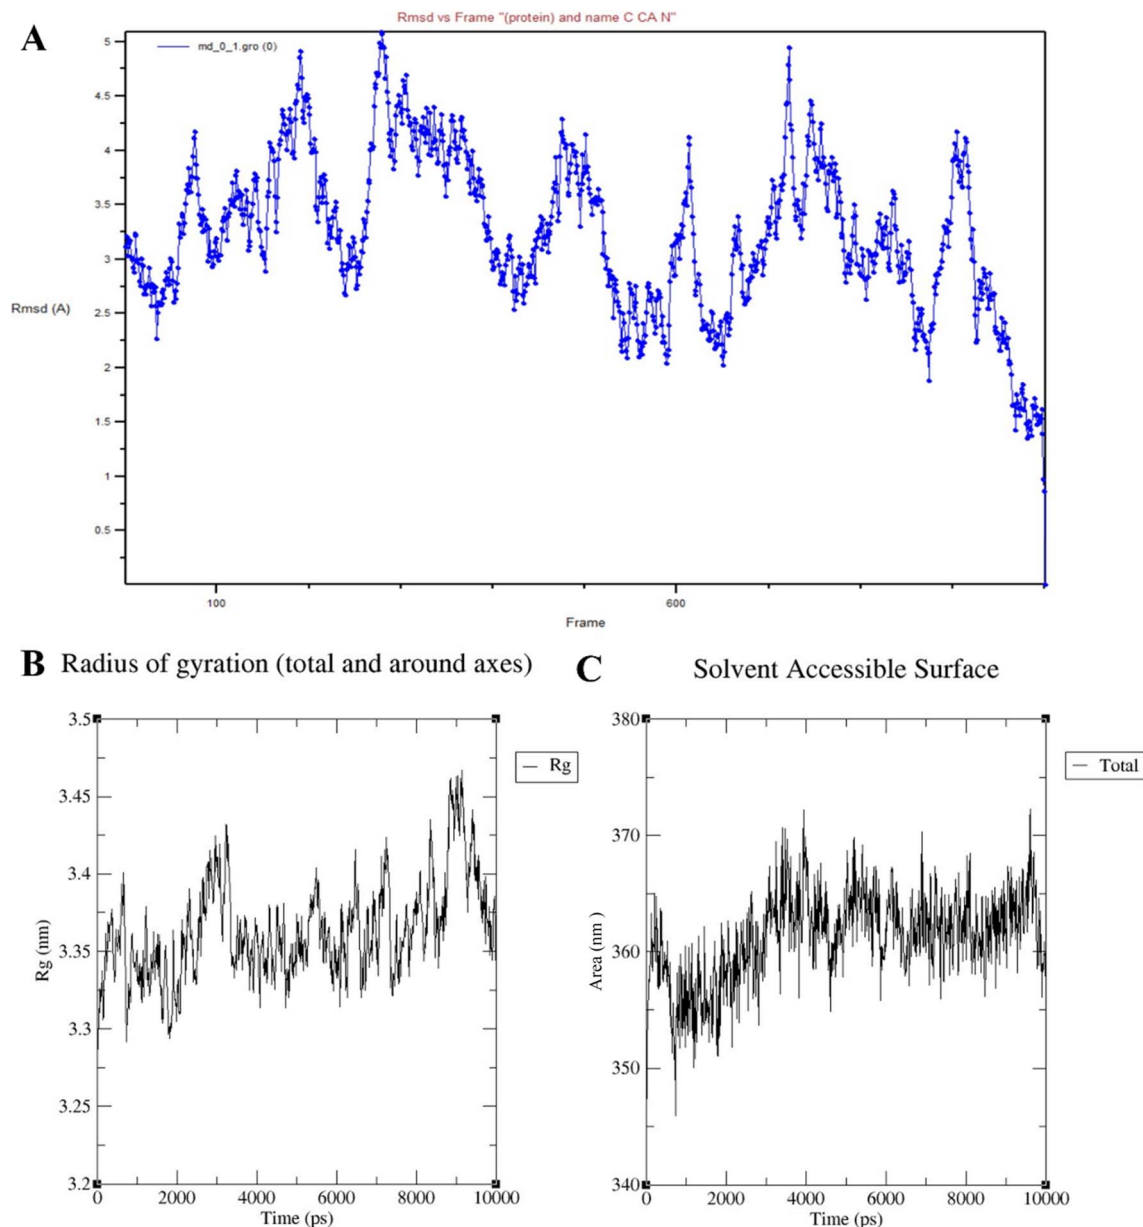 A
Rmsd vs Frame "(protein) and name C CA N"
md_0_1.gro (0)
5
4.5
4
3.5
3
Rmsd (A)
2.5
2
1.5
1
0.5
100
600
Frame
B Radius of gyration (total and around axes)
3.5
3.45
3.4
3.35
3.3
3.25
3.2
Rg (nm)
Rg
0
2000
4000
6000
8000
10000
Time (ps)
C Solvent Accessible Surface
380
370
360
350
340
Area (nm )
Total
0
2000
4000
6000
8000
10000
Time (ps)